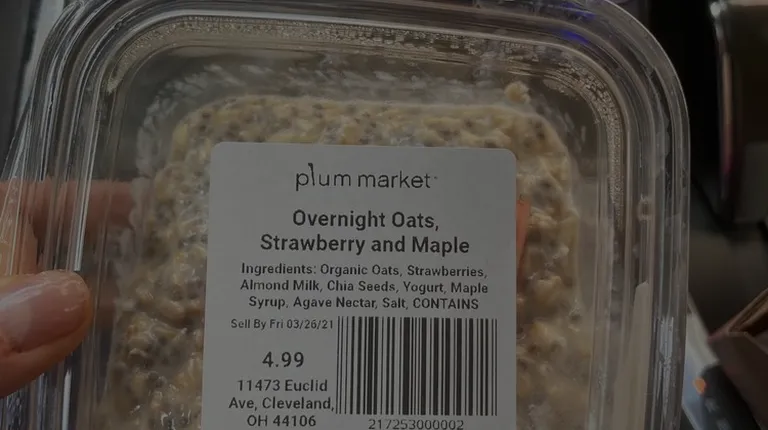 plum market
Overnight Oats,
Strawberry and Maple
Ingredients: Organic Oats, Strawberries,
Almond Milk, Chia Seeds, Yogurt, Maple
Syrup, Agave Nectar, Salt, CONTAINS
Sell By Fri 03/26/21
4.99
11473 Euclid
Ave, Cleveland,
OH 44106
217253000002